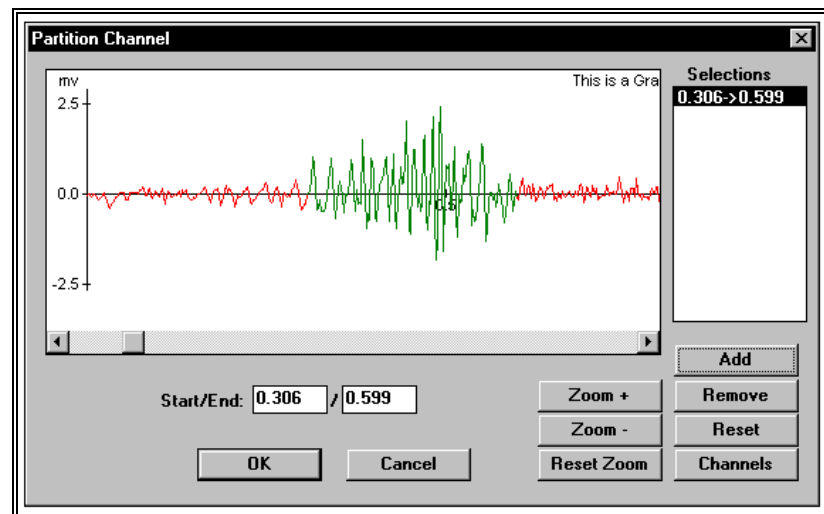 Partition Channel
mv
This is a Gra
2.5
0.0
0.5
-2.5
Selections
0.306->0.599
Start/End: 0.306 / 0.599
OK
Cancel
Zoom +
Zoom -
Reset Zoom
Add
Remove
Reset
Channels